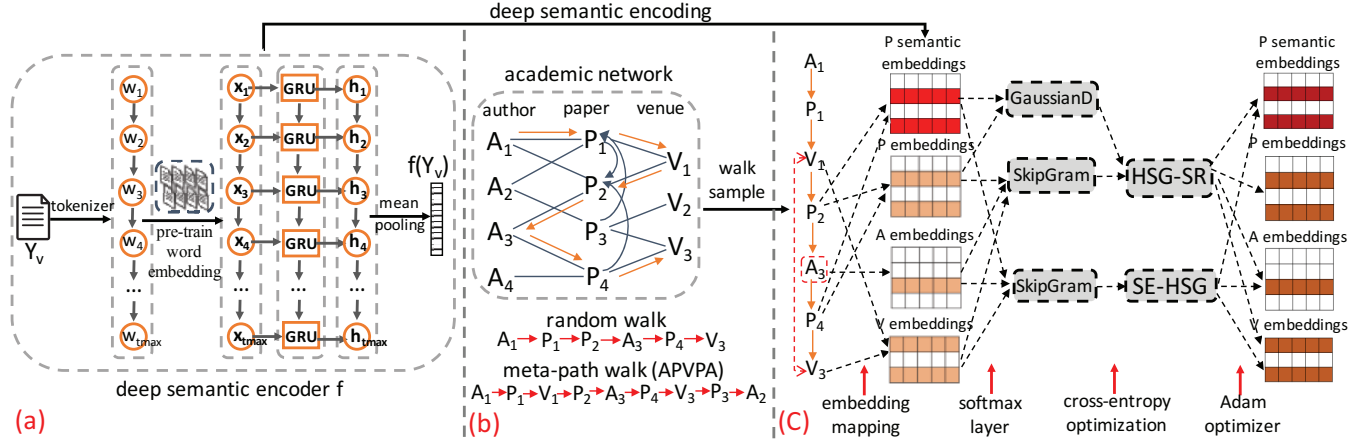 deep semantic encoding
Y_v
tokenizer
w_1
w_2
w_3
w_4
...
w_tmax
pre-train
word
embedding
x_1
x_2
x_3
x_4
...
x_tmax
GRU
GRU
GRU
GRU
...
GRU
h_1
h_2
h_3
h_4
...
h_tmax
mean
pooling
f(Y_v)
deep semantic encoder f
(a)
academic network
author paper venue
A_1 P_1 V_1
A_2 P_2 V_2
A_3 P_3 V_3
A_4 P_4
random walk
A_1 → P_1 → P_2 → A_3 → P_4 → V_3
meta-path walk (APVPA)
A_1→P_1→V_1→P_2→A_3→P_4→V_3→P_3→A_2
(b)
walk
sample
A_1
P_1
V_1
P_2
A_3
P_4
V_3
P semantic
embeddings
P embeddings
A embeddings
V embeddings
GaussianD
SkipGram
SkipGram
HSG-SR
SE-HSG
P semantic
embeddings
P embeddings
A embeddings
V embeddings
embedding
mapping
softmax
layer
cross-entropy
optimization
Adam
optimizer
(C)